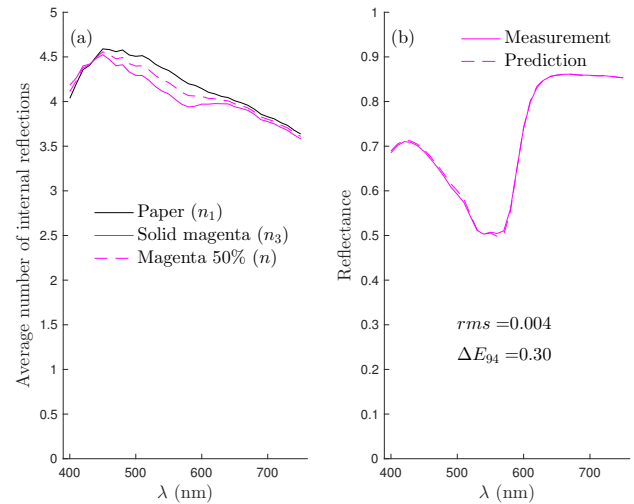 (a)
Average number of internal reflections
5
4.5
4
3.5
3
2.5
2
1.5
1
0.5
0
Paper (n₁)
Solid magenta (n₃)
Magenta 50% (n)
400 500 600 700
λ (nm)
(b)
Measurement
Prediction
Reflectance
1
0.9
0.8
0.7
0.6
0.5
0.4
0.3
0.2
0.1
0
rms =0.004
ΔE₉₄ =0.30
400 500 600 700
λ (nm)